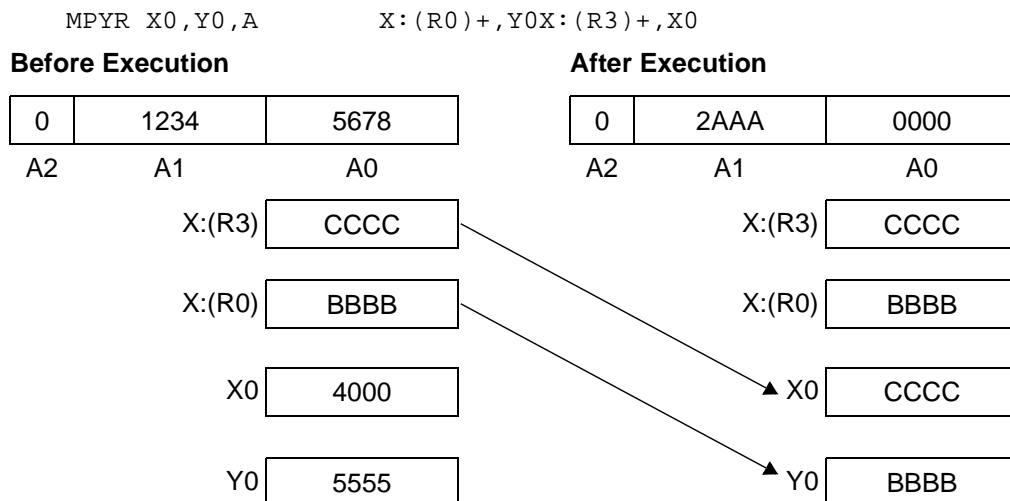 MPYR X0,Y0,A X:(R0)+,Y0X:(R3)+,X0
Before Execution After Execution
0 1234 5678 0 2AAA 0000
A2 A1 A0 A2 A1 A0
X:(R3) CCCC X:(R3) CCCC
X:(R0) BBBB X:(R0) BBBB
X0 4000 X0 CCCC
Y0 5555 Y0 BBBB